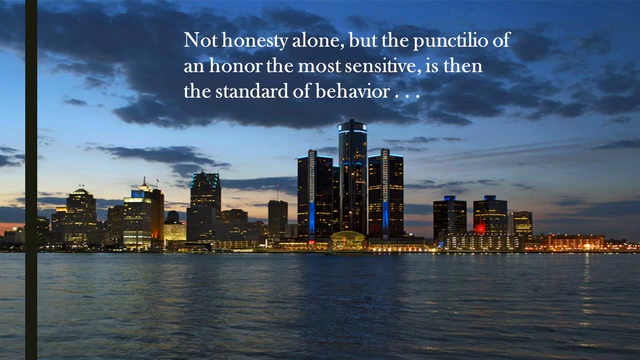 Not honesty alone, but the punctilio of
an honor the most sensitive, is then
the standard of behavior . . .